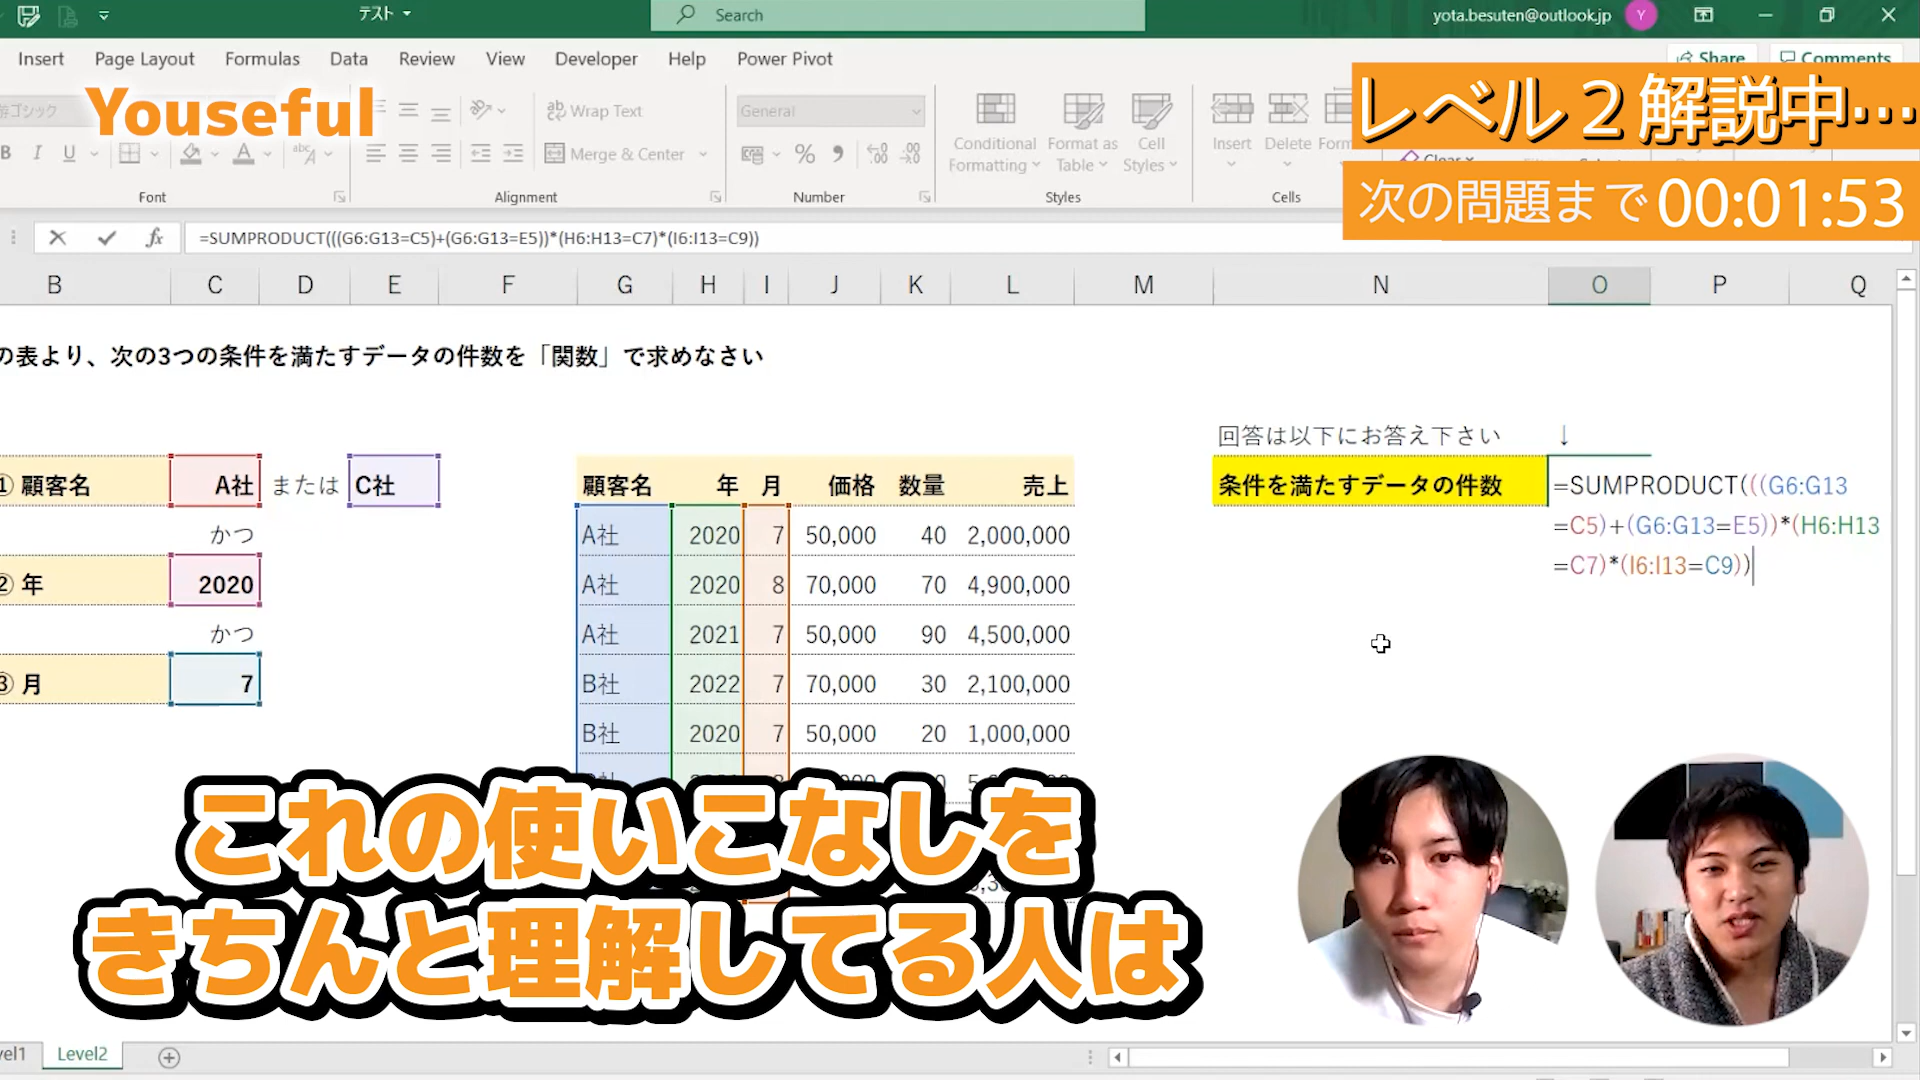 テスト
Search
yota.besuten@outlook.jp
Y
Insert
Page Layout
Formulas
Data
Review
View
Developer
Help
Power Pivot
Share
Comments
Youseful
レベル2解説中…
次の問題まで 00:01:53
游ゴシック
Wrap Text
Merge & Center
General
Conditional Formatting
Format as Table
Cell Styles
Insert
Delete
Form
Clear
Font
Alignment
Number
Styles
Cells
=SUMPRODUCT(((G6:G13=C5)+(G6:G13=E5))*(H6:H13=C7)*(I6:I13=C9))
B C D E F G H I J K L M N O P Q
の表より、次の3つの条件を満たすデータの件数を「関数」で求めなさい
回答は以下にお答え下さい ↓
① 顧客名 A社 または C社
かつ
② 年 2020
かつ
③ 月 7
顧客名 年 月 価格 数量 売上
A社 2020 7 50,000 40 2,000,000
A社 2020 8 70,000 70 4,900,000
A社 2021 7 50,000 90 4,500,000
B社 2022 7 70,000 30 2,100,000
B社 2020 7 50,000 20 1,000,000
条件を満たすデータの件数
=SUMPRODUCT(((G6:G13
=C5)+(G6:G13=E5))*(H6:H13
=C7)*(I6:I13=C9))
これの使いこなしを
きちんと理解してる人は
vel1
Level2